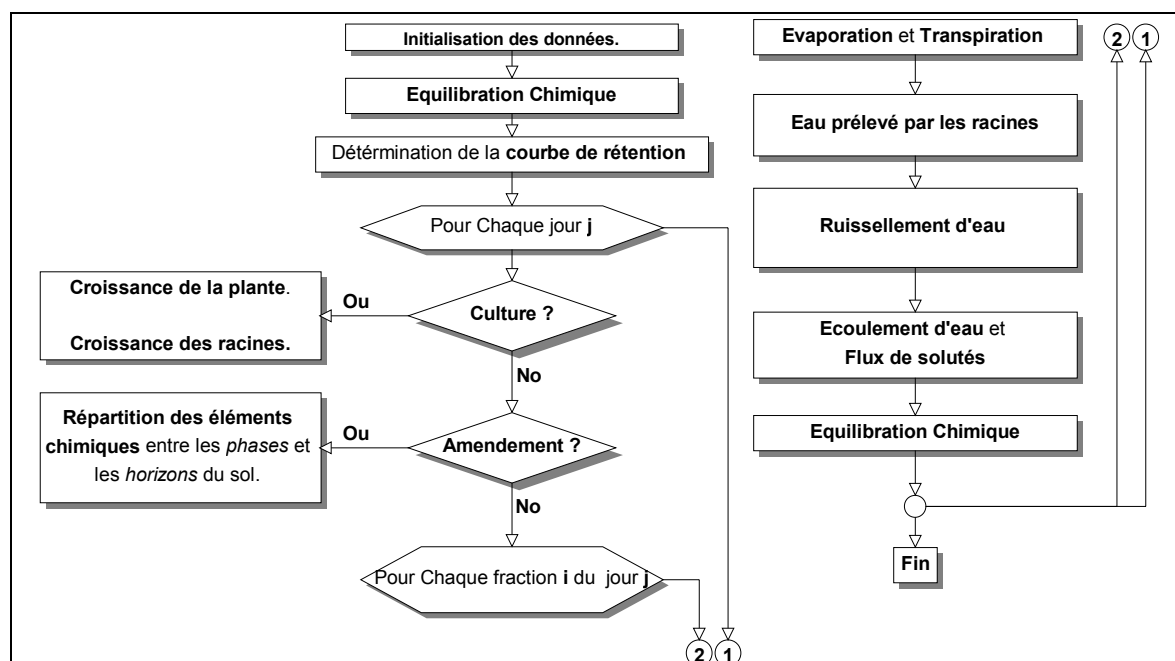 Initialisation des données.
Equilibration Chimique
Détérmination de la courbe de rétention
Pour Chaque jour j
Croissance de la plante.
Croissance des racines.
Ou
Culture ?
No
Répartition des éléments
chimiques entre les phases et
les horizons du sol.
Ou
Amendement ?
No
Pour Chaque fraction i du jour j
2 1
Evaporation et Transpiration
2 1
Eau prélevé par les racines
Ruissellement d'eau
Ecoulement d'eau et
Flux de solutés
Equilibration Chimique
Fin